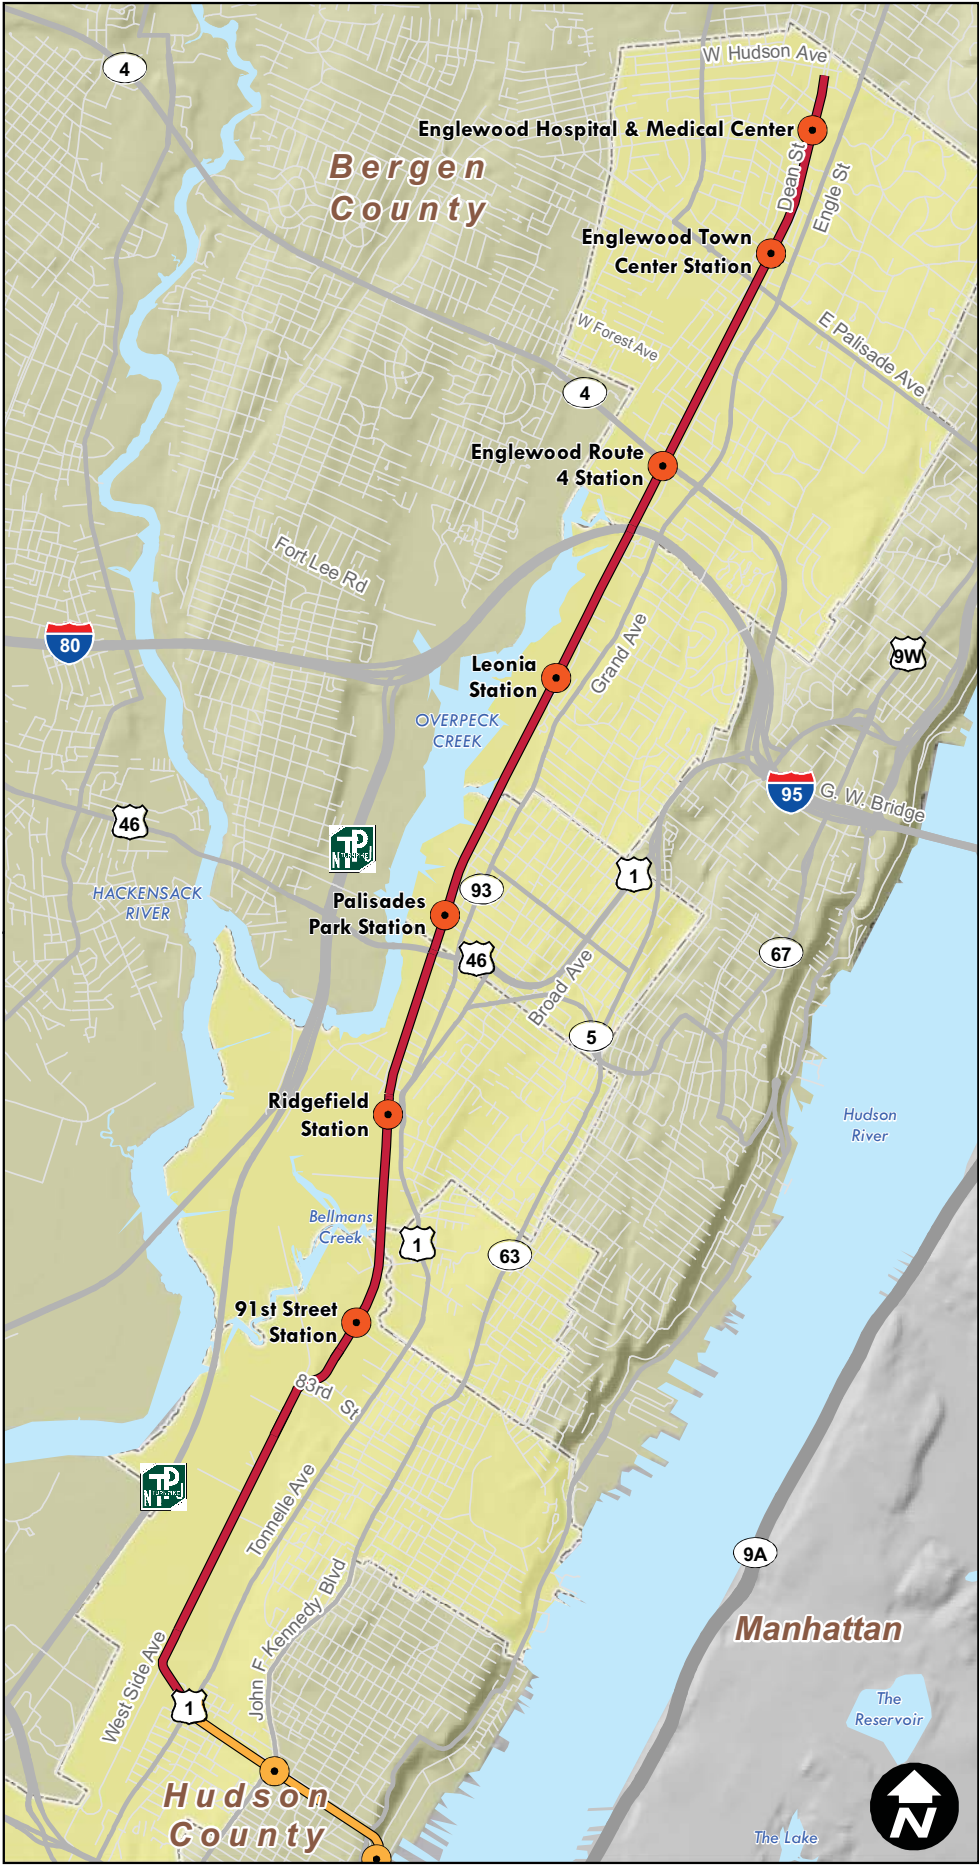 W Hudson Ave
4
Englewood Hospital & Medical Center
Bergen
County
Dean St
Engle St
Englewood Town
Center Station
W Forest Ave
E Palisade Ave
4
Englewood Route
4 Station
Fort Lee Rd
80
Grand Ave
9W
Leonia
Station
OVERPECK
CREEK
95
G. W. Bridge
46
1
HACKENSACK
RIVER
93
Palisades
Park Station
46
67
Broad Ave
5
Ridgefield
Station
Hudson
River
Bellmans
Creek
1
63
91st Street
Station
83rd St
Tonnelle Ave
9A
John F Kennedy Blvd
Manhattan
West Side Ave
1
The
Reservoir
Hudson
County
N
The Lake